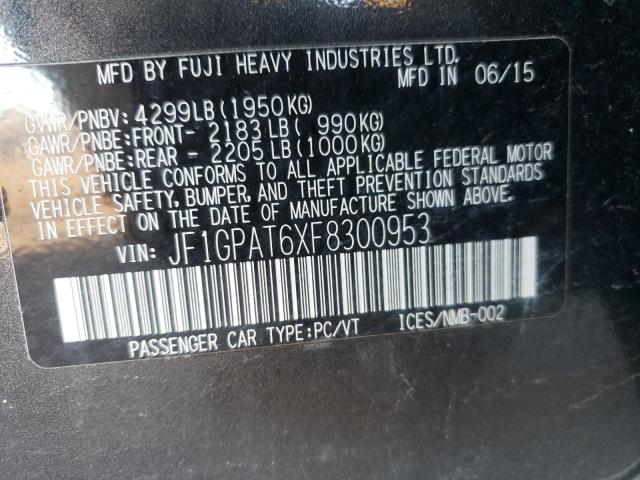 MFD BY FUJI HEAVY INDUSTRIES LTD.
MFD IN 06/15
GVWR/PNBV: 4299LB (1950KG)
GAWR/PNBE:FRONT- 2183LB ( 990KG)
GAWR/PNBE:REAR - 2205LB (1000KG)
THIS VEHICLE CONFORMS TO ALL APPLICABLE FEDERAL MOTOR
VEHICLE SAFETY, BUMPER, AND THEFT PREVENTION STANDARDS
IN EFFECT ON THE DATE OF MANUFACTURE SHOWN ABOVE.
VIN: JF1GPAT6XF8300953
PASSENGER CAR TYPE:PC/VT ICES/NMB-002